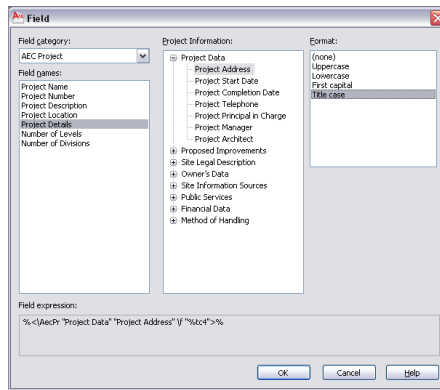 Field
Field category:
AEC Project
Field names:
Project Name
Project Number
Project Description
Project Location
Project Details
Number of Levels
Number of Divisions
Project Information:
Project Data
Project Address
Project Start Date
Project Completion Date
Project Telephone
Project Principal in Charge
Project Manager
Project Architect
Proposed Improvements
Site Legal Description
Owner's Data
Site Information Sources
Public Services
Financial Data
Method of Handling
Format:
(none)
Uppercase
Lowercase
First capital
Title case
Field expression:
%<\AecPr "Project Data" "Project Address" \f "%tc4">%
OK
Cancel
Help